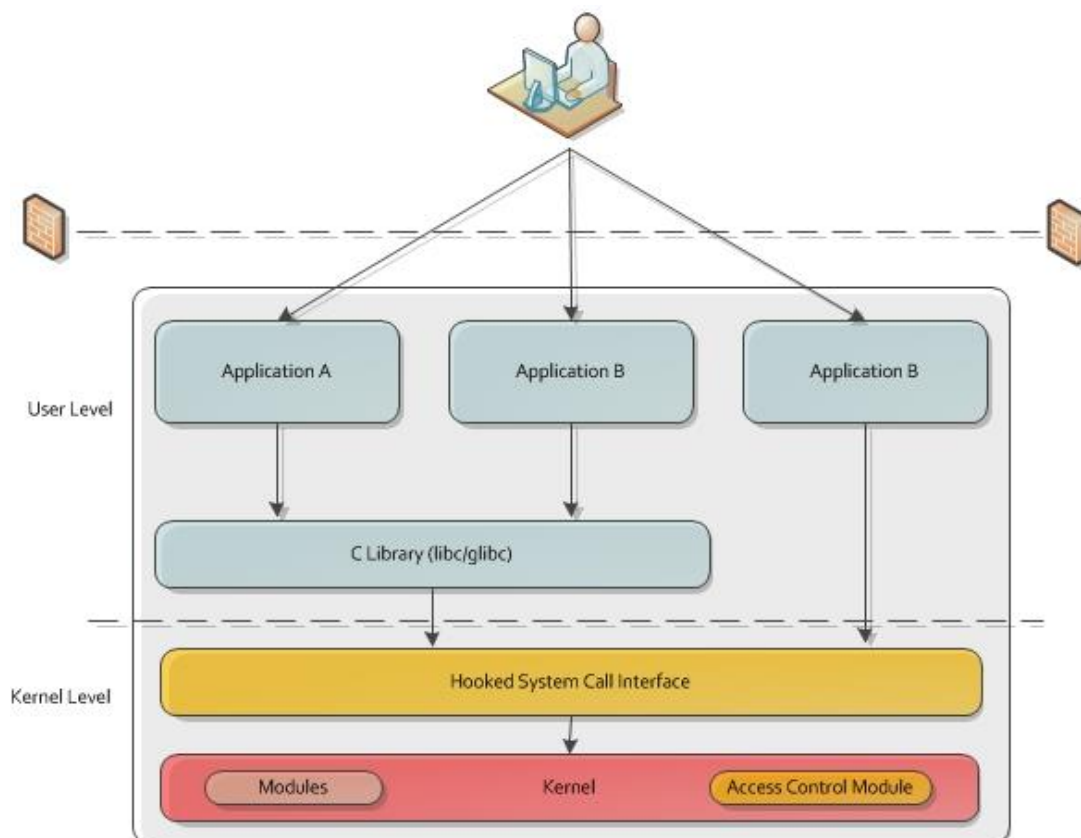 Application A
Application B
Application B
User Level
C Library (libc/glibc)
Hooked System Call Interface
Kernel Level
Modules
Kernel
Access Control Module